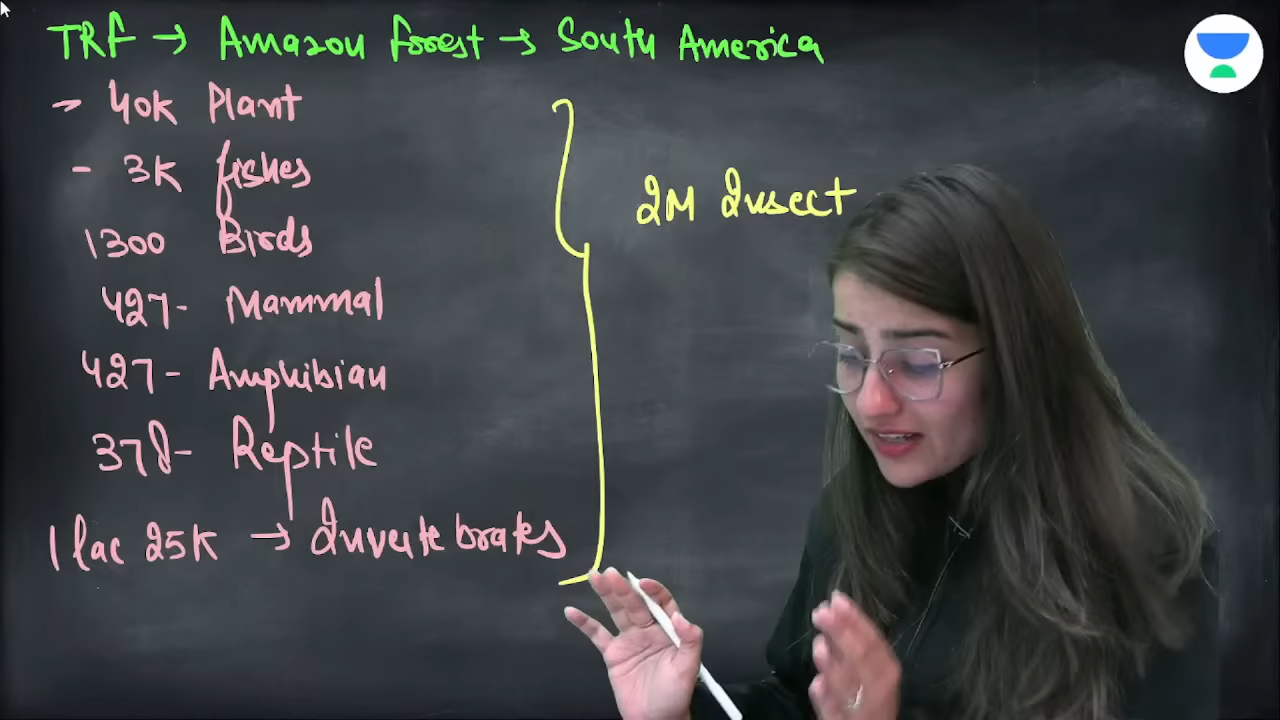 TRF → Amazon forest → South America
→ 40K Plant
- 3K fishes
1300 Birds
427- Mammal
427- Amphibian
378- Reptile
1 lac 25K → Invertebrates
2M Insect